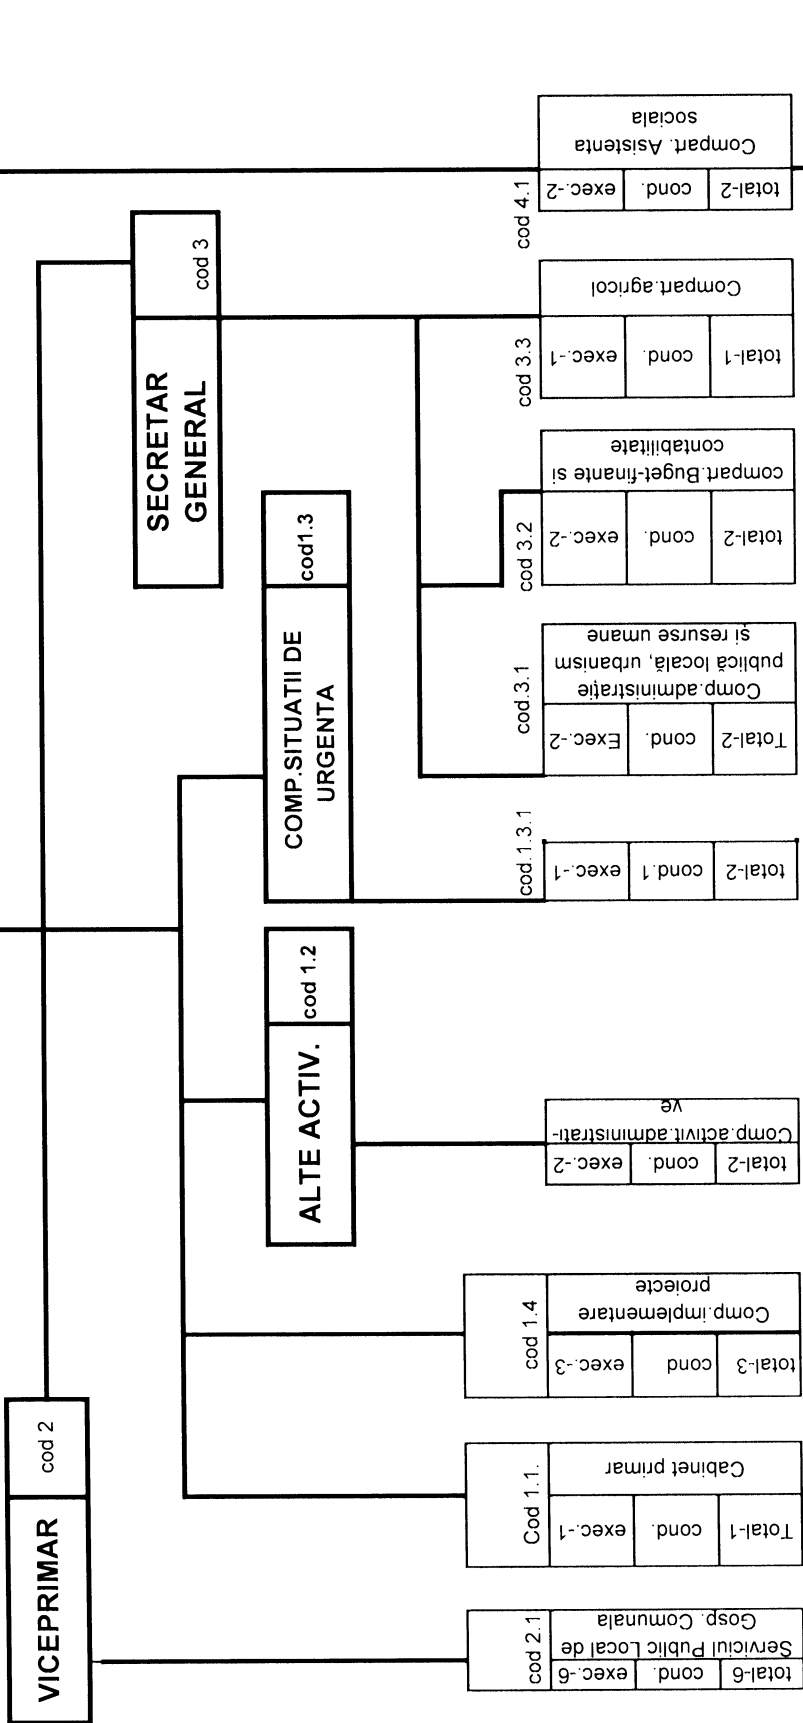 VICEPRIMAR
cod 2
SECRETAR
GENERAL
cod 3
COMP.SITUATII DE
URGENTA
cod1.3
ALTE ACTIV.
cod 1.2
cod 2.1
Serviciul Public Local de
Gosp. Comunala
total-6
cond.
exec.-6
Cod 1.1.
Cabinet primar
Total-1
cond.
exec.-1
cod 1.4
Comp.implementare
proiecte
total-3
cond
exec.-3
Comp.activit.administrati-
ve
total-2
cond.
exec.-2
cod.1.3.1
total-2
cond.1
exec.-1
cod.3.1
Comp.administrație
publică locală, urbanism
și resurse umane
Total-2
cond.
Exec.-2
cod 3.2
compart.Buget-finante si
contabilitate
total-2
cond.
exec.-2
cod 3.3
Compart.agricol
total-1
cond.
exec.-1
cod 4.1
Compart. Asistenta
sociala
total-2
cond.
exec.-2